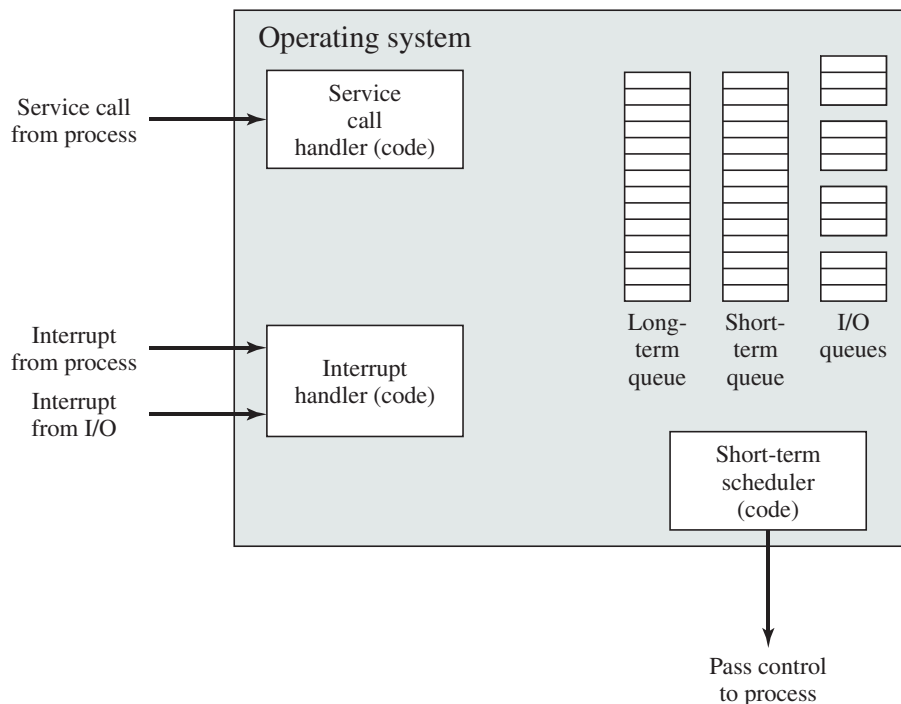 Operating system
Service call
from process
Service
call
handler (code)
Interrupt
from process
Interrupt
from I/O
Interrupt
handler (code)
Long-
term
queue
Short-
term
queue
I/O
queues
Short-term
scheduler
(code)
Pass control
to process